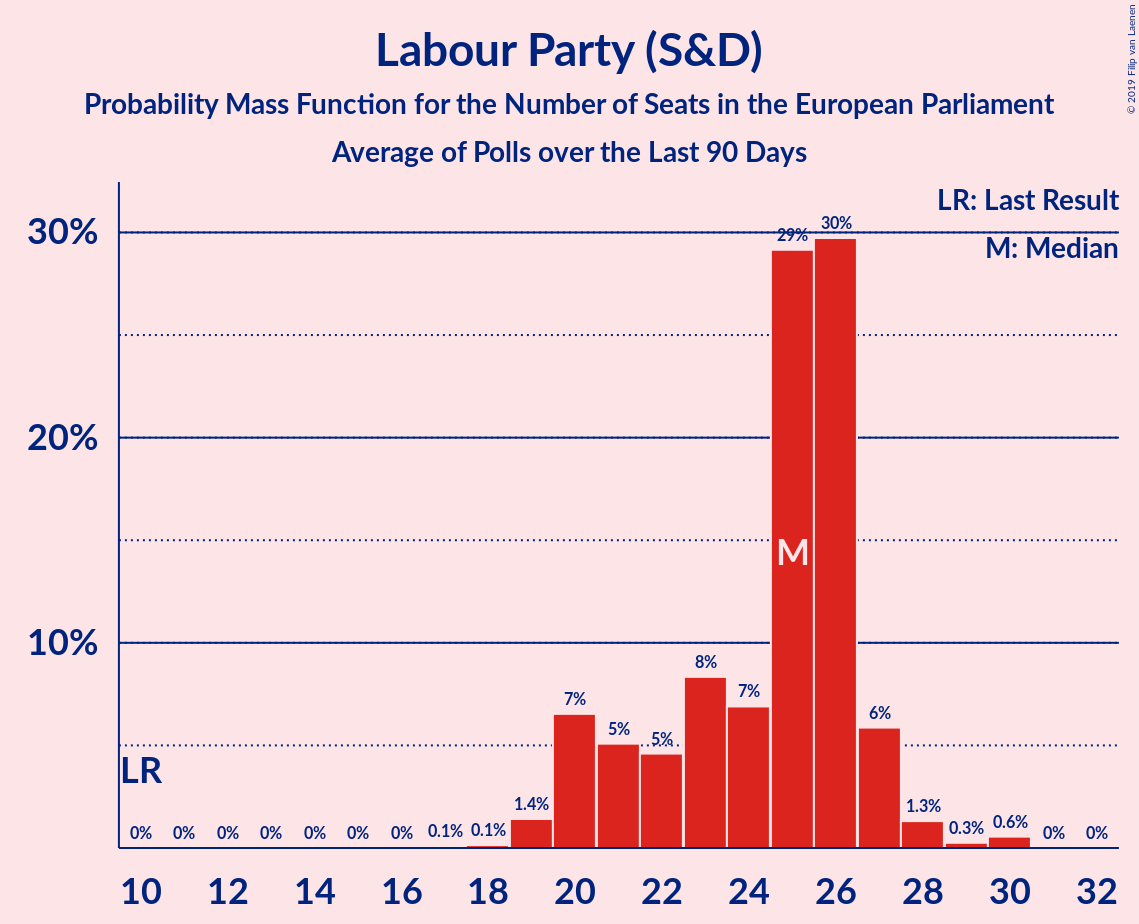 Labour Party (S&D)
Probability Mass Function for the Number of Seats in the European Parliament
Average of Polls over the Last 90 Days
© 2019 Filip van Laenen
LR: Last Result
M: Median
30%
20%
10%
29%
30%
M
8%
7%
7%
6%
5%
5%
LR
1.4%
1.3%
0% 0% 0% 0% 0% 0% 0% 0.1% 0.1% 0.3% 0.6% 0% 0%
10 12 14 16 18 20 22 24 26 28 30 32